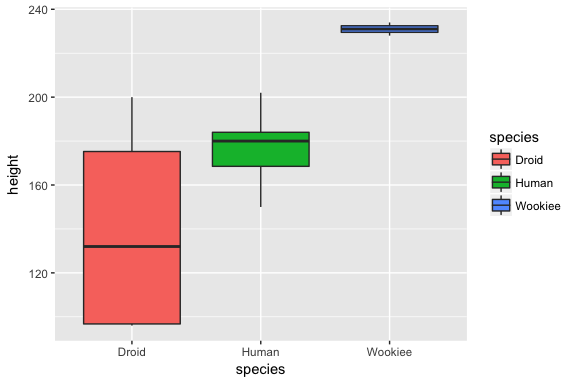 240
200
160
120
height
Droid
Human
Wookiee
species
species
Droid
Human
Wookiee